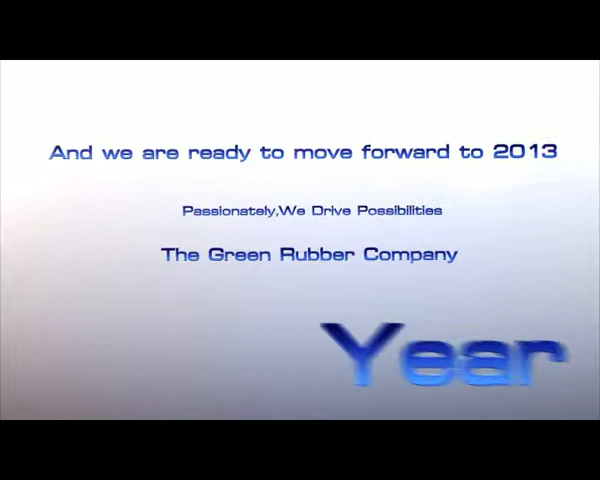 And we are ready to move forward to 2013
Passionately,We Drive Possibilities
The Green Rubber Company
Year